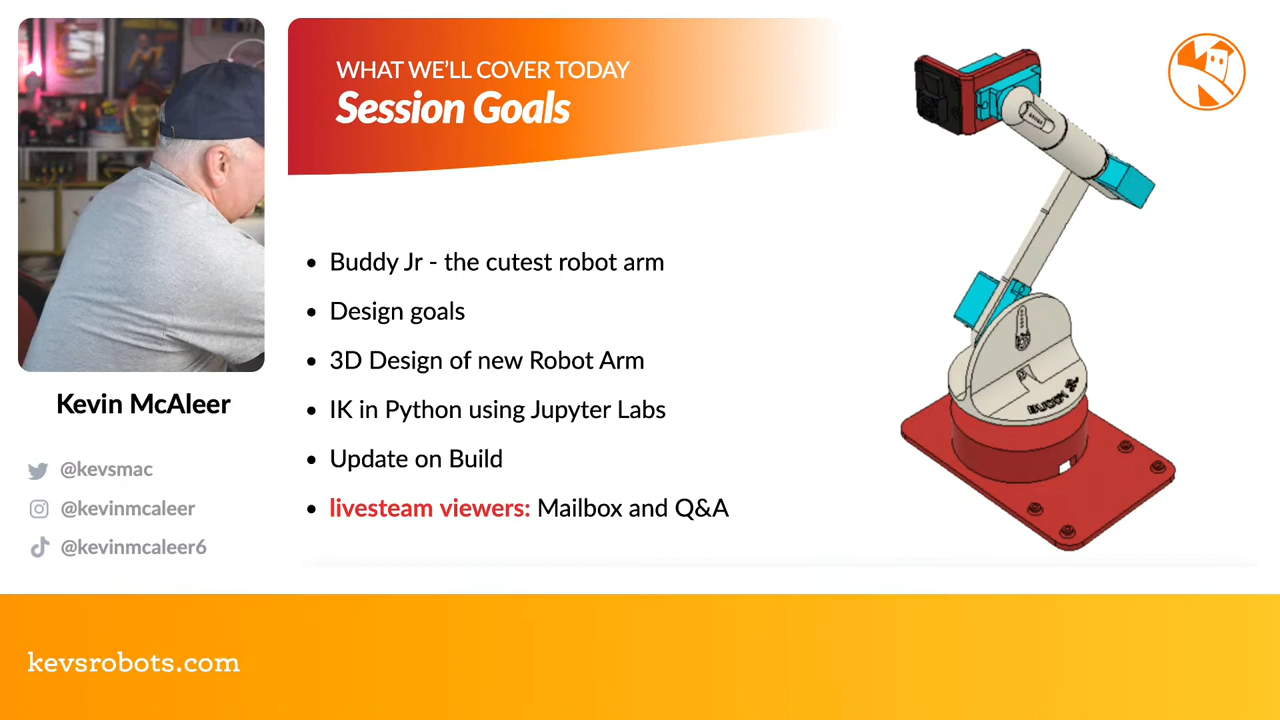 WHAT WE'LL COVER TODAY
Session Goals
Buddy Jr - the cutest robot arm
Design goals
3D Design of new Robot Arm
IK in Python using Jupyter Labs
Update on Build
livesteam viewers: Mailbox and Q&A
Kevin McAleer
@kevsmac
@kevinmcaleer
@kevinmcaleer6
BUDDY JR
kevsrobots.com